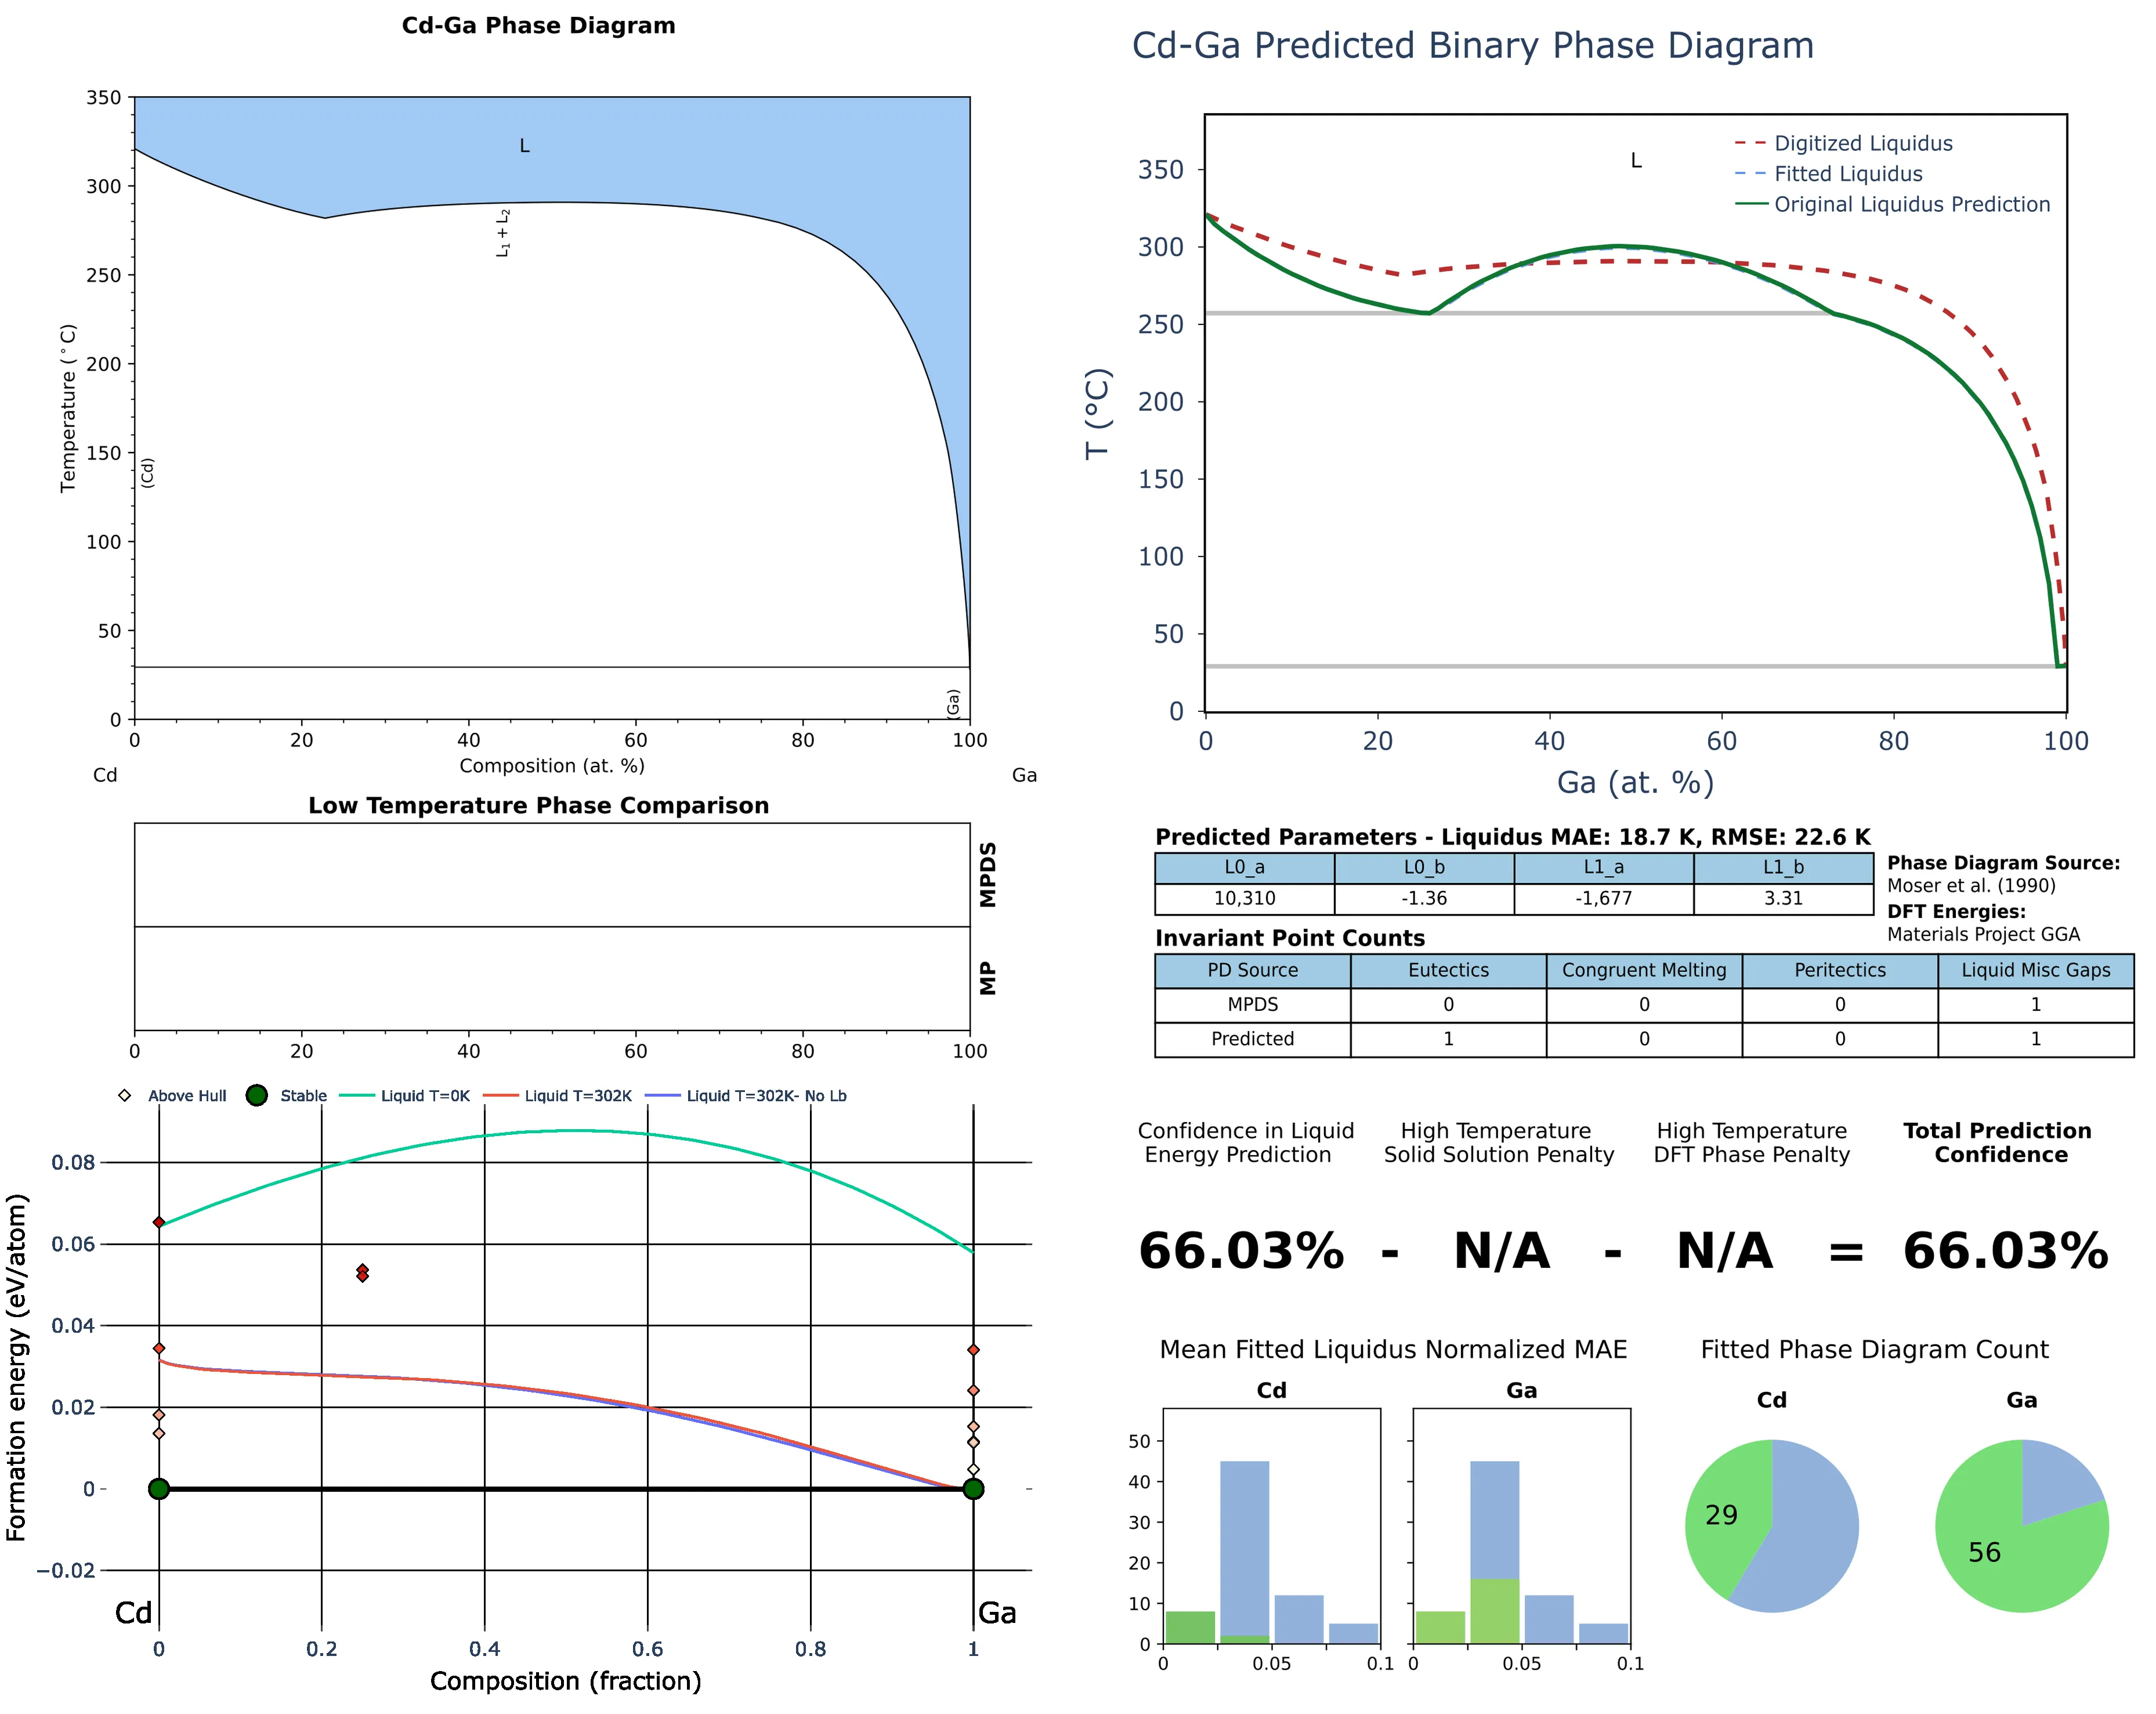 Cd-Ga Phase Diagram
350
300
250
200
150
100
50
0
Temperature (°C)
L
L₁ + L₂
(Cd)
(Ga)
0 20 40 60 80 100
Composition (at. %)
Cd Ga
Low Temperature Phase Comparison
MPDS
MP
0 20 40 60 80 100
Above Hull Stable Liquid T=0K Liquid T=302K Liquid T=302K- No Lb
0.08
0.06
0.04
0.02
0
−0.02
Formation energy (eV/atom)
Cd Ga
0 0.2 0.4 0.6 0.8 1
Composition (fraction)
Cd-Ga Predicted Binary Phase Diagram
L
Digitized Liquidus
Fitted Liquidus
Original Liquidus Prediction
350
300
250
200
150
100
50
0
T (°C)
0 20 40 60 80 100
Ga (at. %)
Predicted Parameters - Liquidus MAE: 18.7 K, RMSE: 22.6 K
L0_a L0_b L1_a L1_b
10,310 -1.36 -1,677 3.31
Phase Diagram Source:
Moser et al. (1990)
DFT Energies:
Materials Project GGA
Invariant Point Counts
PD Source Eutectics Congruent Melting Peritectics Liquid Misc Gaps
MPDS 0 0 0 1
Predicted 1 0 0 1
Confidence in Liquid
Energy Prediction
High Temperature
Solid Solution Penalty
High Temperature
DFT Phase Penalty
Total Prediction
Confidence
66.03% - N/A - N/A = 66.03%
Mean Fitted Liquidus Normalized MAE
Cd Ga
50
40
30
20
10
0
0 0.05 0.1 0 0.05 0.1
Fitted Phase Diagram Count
Cd Ga
29 56